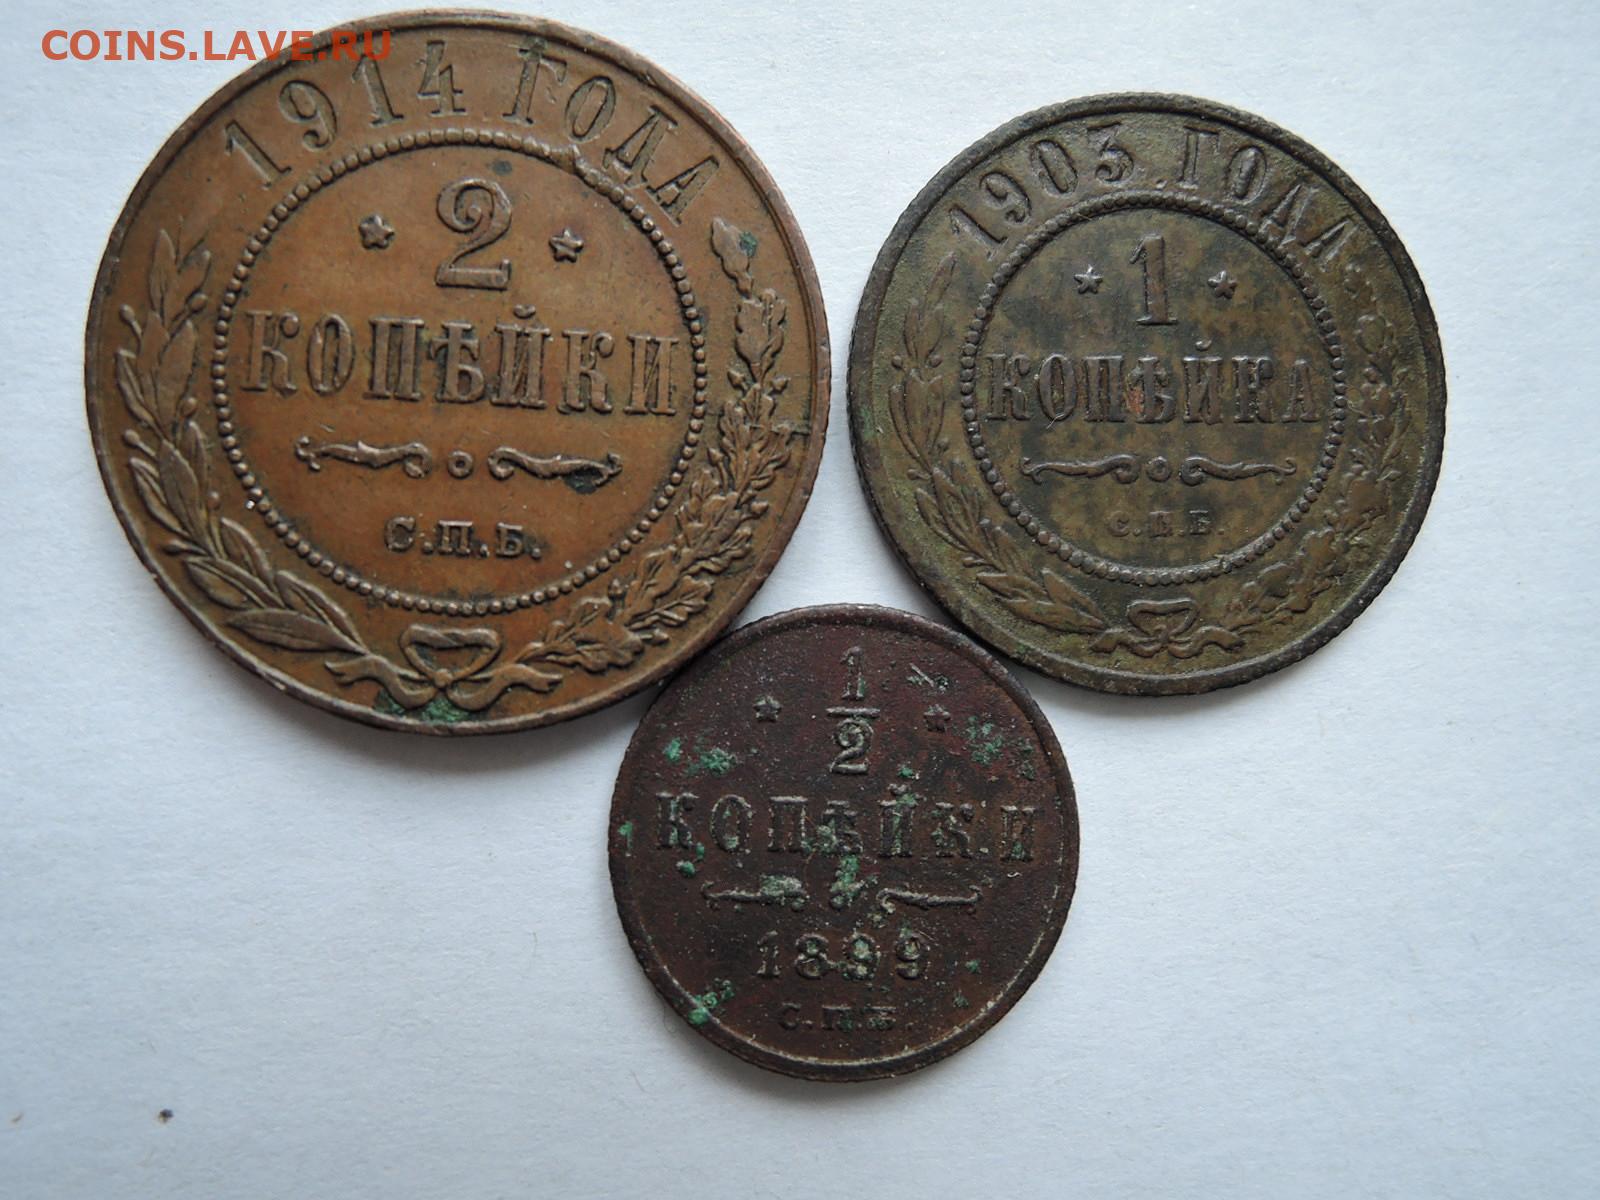 COINS.LAVE.RU
1914 ГОДА
2
КОПѢЙКИ
С.П.Б.
1903 ГОДА
1
КОПѢЙКА
С.П.Б.
1/2
КОПѢЙКИ
1899
С.П.Б.